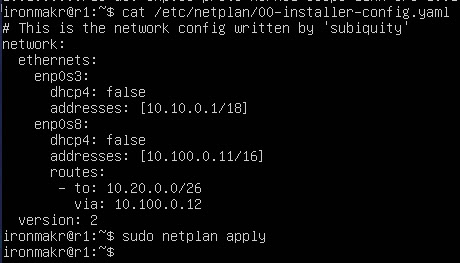 ironmakr@r1:~$ cat /etc/netplan/00-installer-config.yaml
# This is the network config written by 'subiquity'
network:
  ethernets:
    enp0s3:
      dhcp4: false
      addresses: [10.10.0.1/18]
    enp0s8:
      dhcp4: false
      addresses: [10.100.0.11/16]
      routes:
       - to: 10.20.0.0/26
         via: 10.100.0.12
  version: 2
ironmakr@r1:~$ sudo netplan apply
ironmakr@r1:~$